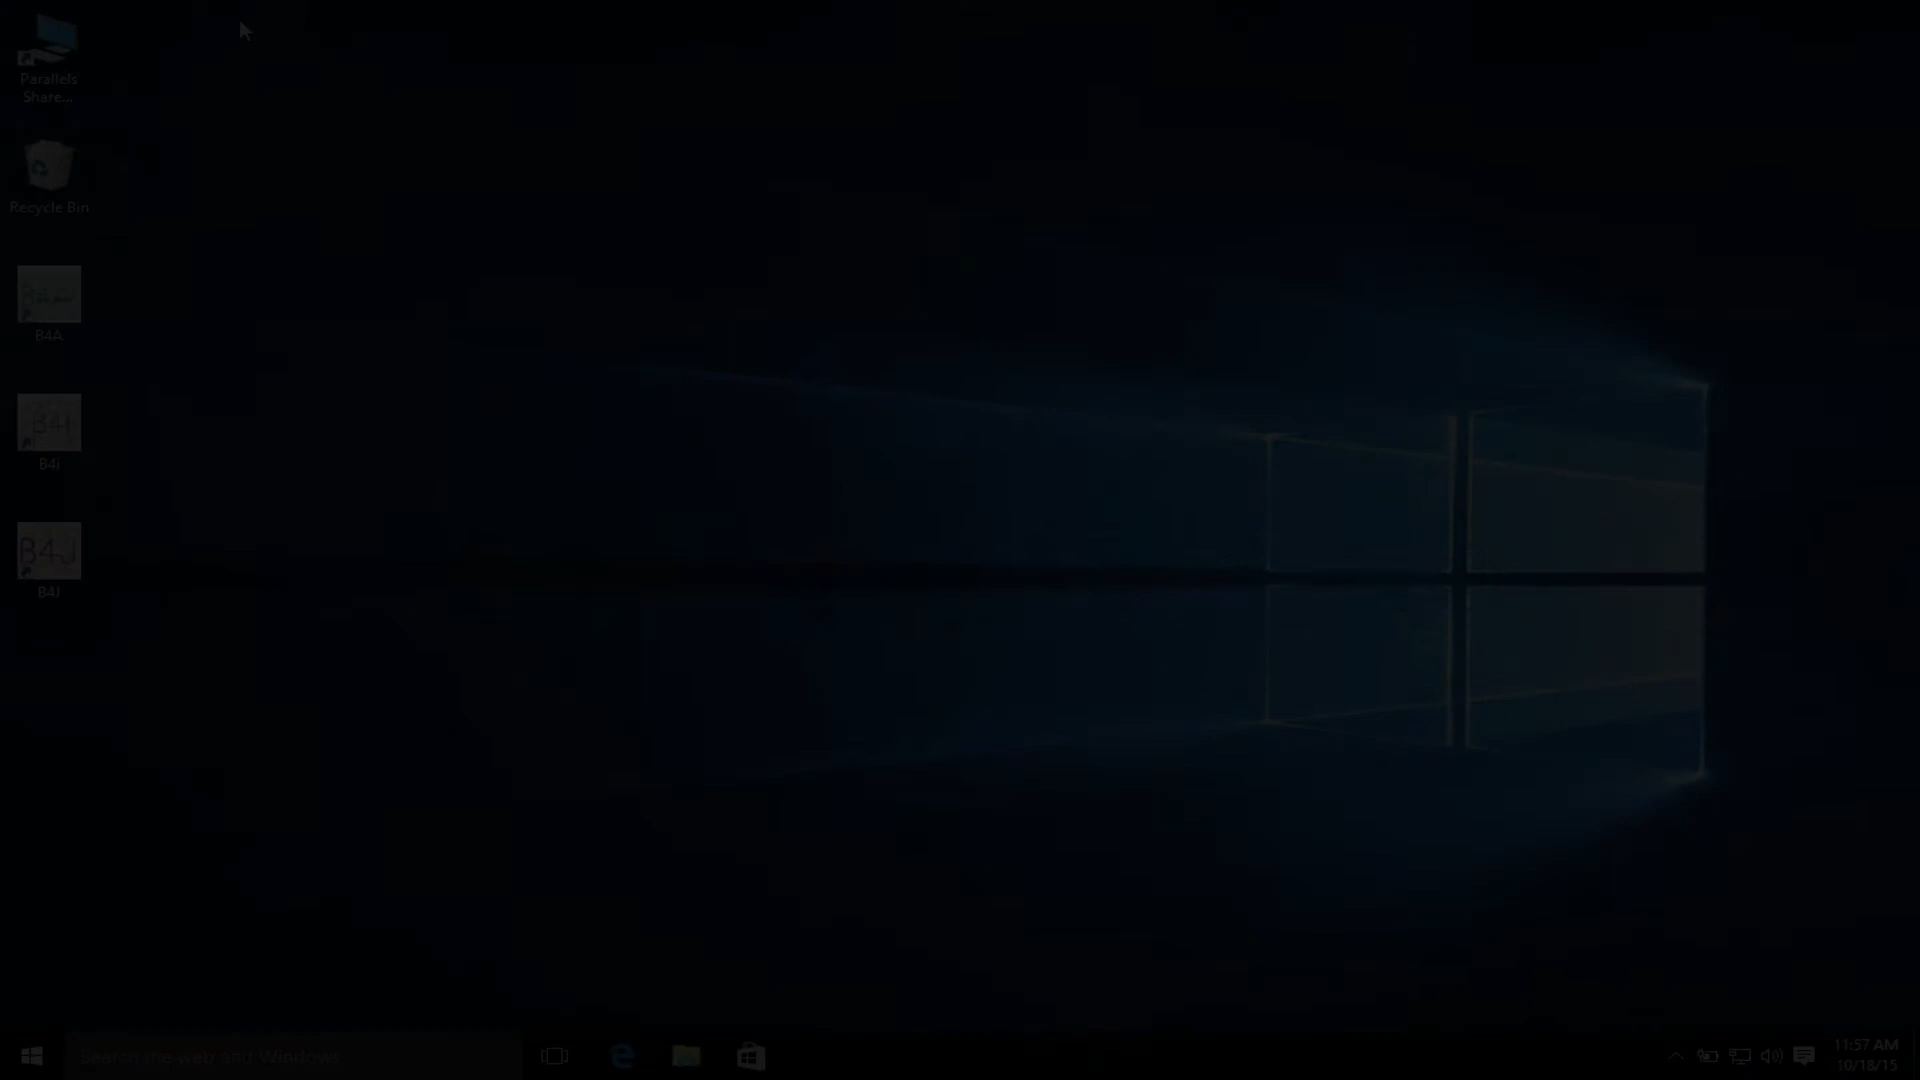 Parallels
Share...
Recycle Bin
B4A
B4i
B4i
B4J
B4J
Search the web and Windows
11:57 AM
10/18/15